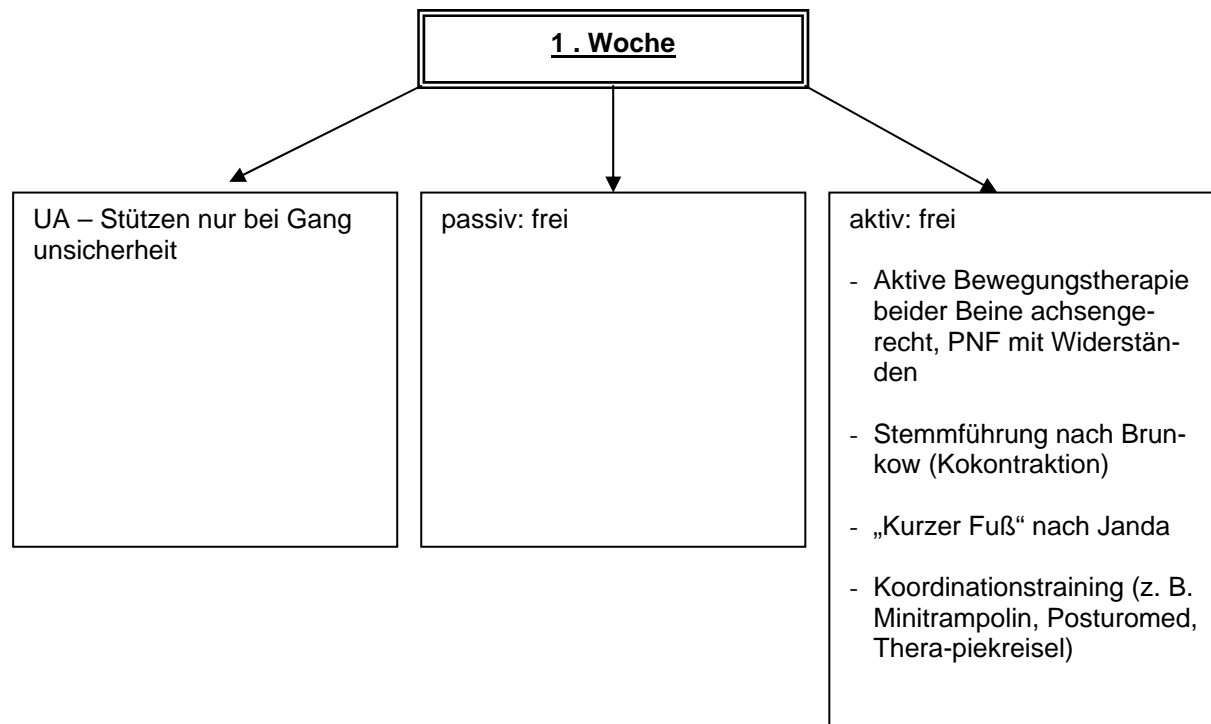 1 . Woche
UA – Stützen nur bei Gang
unsicherheit
passiv: frei
aktiv: frei
- Aktive Bewegungstherapie
beider Beine achsenge-
recht, PNF mit Widerstän-
den
- Stemmführung nach Brun-
kow (Kokontraktion)
- „Kurzer Fuß“ nach Janda
- Koordinationstraining (z. B.
Minitrampolin, Posturomed,
Thera-piekreisel)